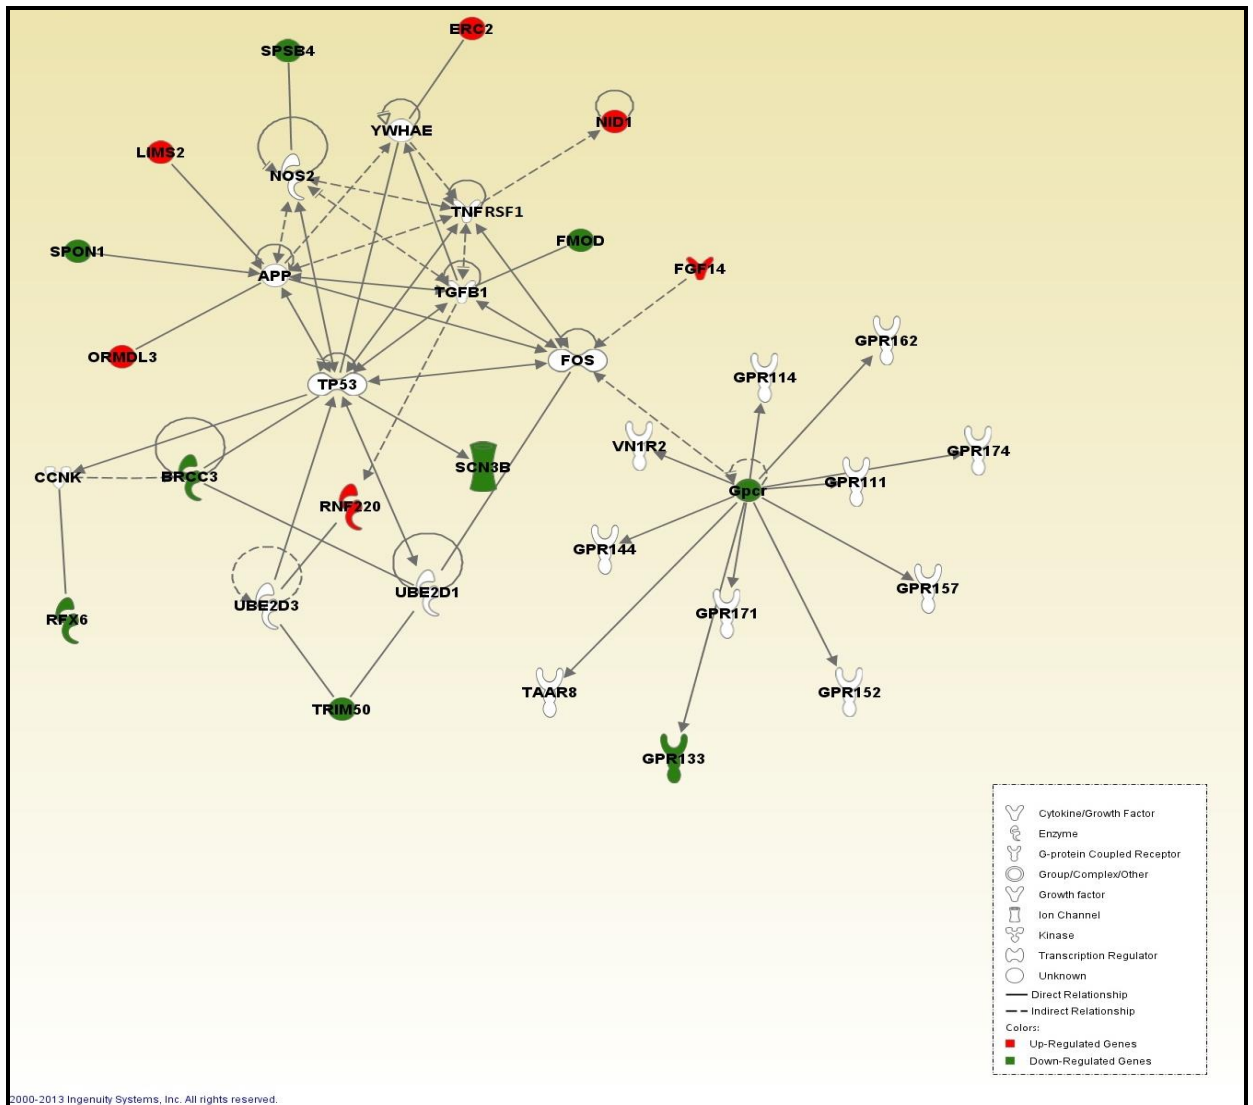 ERC2
SPSB4
NID1
YWHAE
LIMS2
NOS2
TNFRSF1
FMOD
SPON1
FGF14
APP
TGFB1
GPR162
ORMDL3
FOS
GPR114
TP53
VN1R2
GPR174
SCN3B
CCNK
BRCC3
GPR111
Gpcr
RNF220
GPR144
GPR157
UBE2D1
UBE2D3
GPR171
RFX6
TAAR8
GPR152
TRIM50
GPR133
Cytokine/Growth Factor
Enzyme
G-protein Coupled Receptor
Group/Complex/Other
Growth factor
Ion Channel
Kinase
Transcription Regulator
Unknown
Direct Relationship
Indirect Relationship
Colors:
Up-Regulated Genes
Down-Regulated Genes
2000-2013 Ingenuity Systems, Inc. All rights reserved.